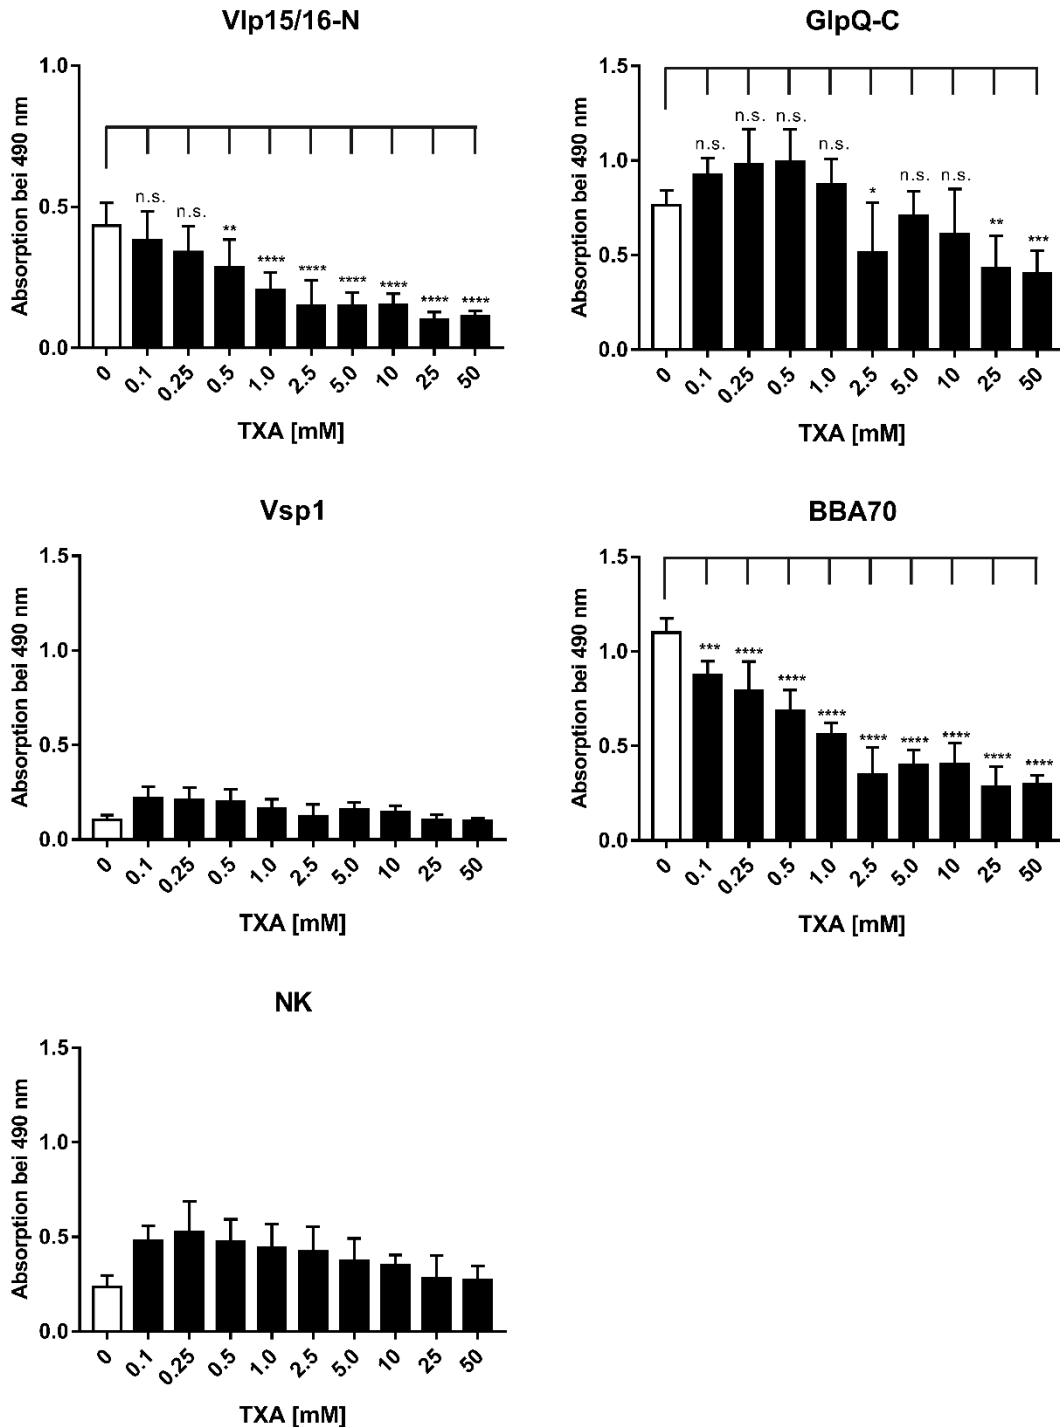 Vlp15/16-N
Absorption bei 490 nm
1.0
0.5
0.0
n.s. n.s. ** **** **** **** **** **** ****
0 0.1 0.25 0.5 1.0 2.5 5.0 10 25 50
TXA [mM]
GlpQ-C
Absorption bei 490 nm
1.5
1.0
0.5
0.0
n.s. n.s. n.s. n.s. * n.s. n.s. ** ***
0 0.1 0.25 0.5 1.0 2.5 5.0 10 25 50
TXA [mM]
Vsp1
Absorption bei 490 nm
1.5
1.0
0.5
0.0
0 0.1 0.25 0.5 1.0 2.5 5.0 10 25 50
TXA [mM]
BBA70
Absorption bei 490 nm
1.5
1.0
0.5
0.0
*** **** **** **** **** **** **** **** ****
0 0.1 0.25 0.5 1.0 2.5 5.0 10 25 50
TXA [mM]
NK
Absorption bei 490 nm
1.5
1.0
0.5
0.0
0 0.1 0.25 0.5 1.0 2.5 5.0 10 25 50
TXA [mM]